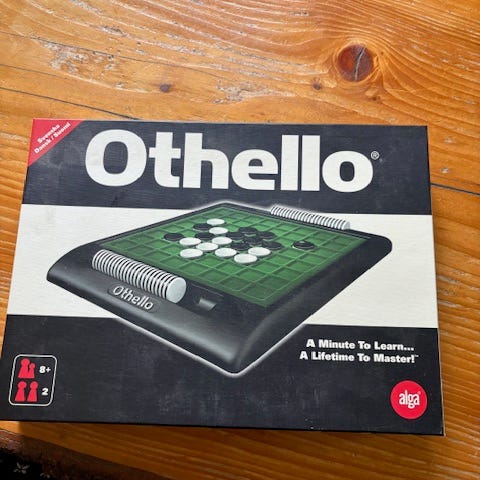 Svenska
Dansk / Suomi
Othello®
Othello
A Minute To Learn...
A Lifetime To Master!™
8+
2
alga